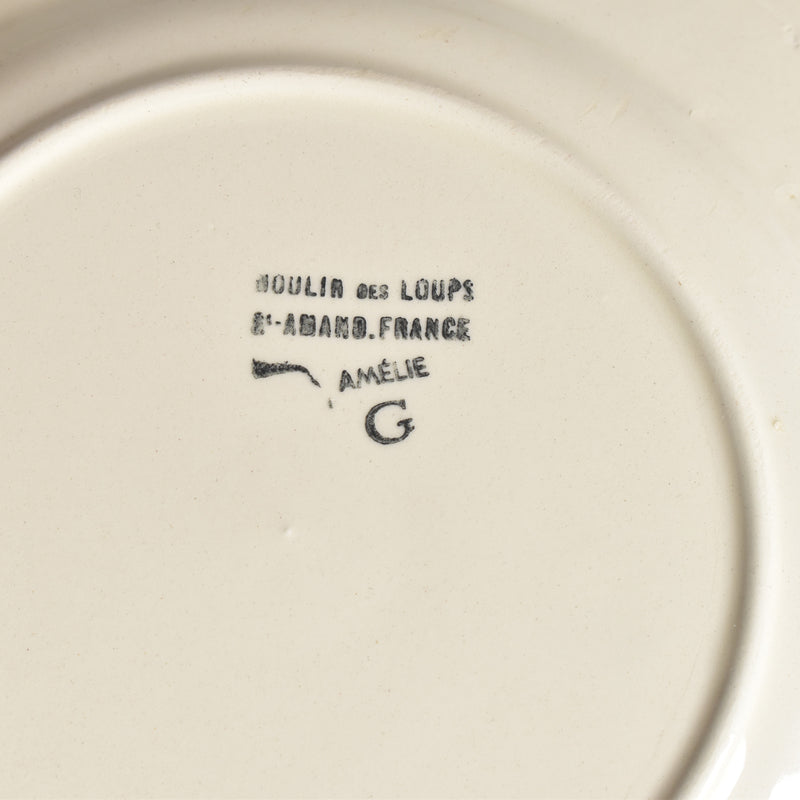 MOULIN DES LOUPS
St-AMAND.FRANCE
AMÉLIE
G